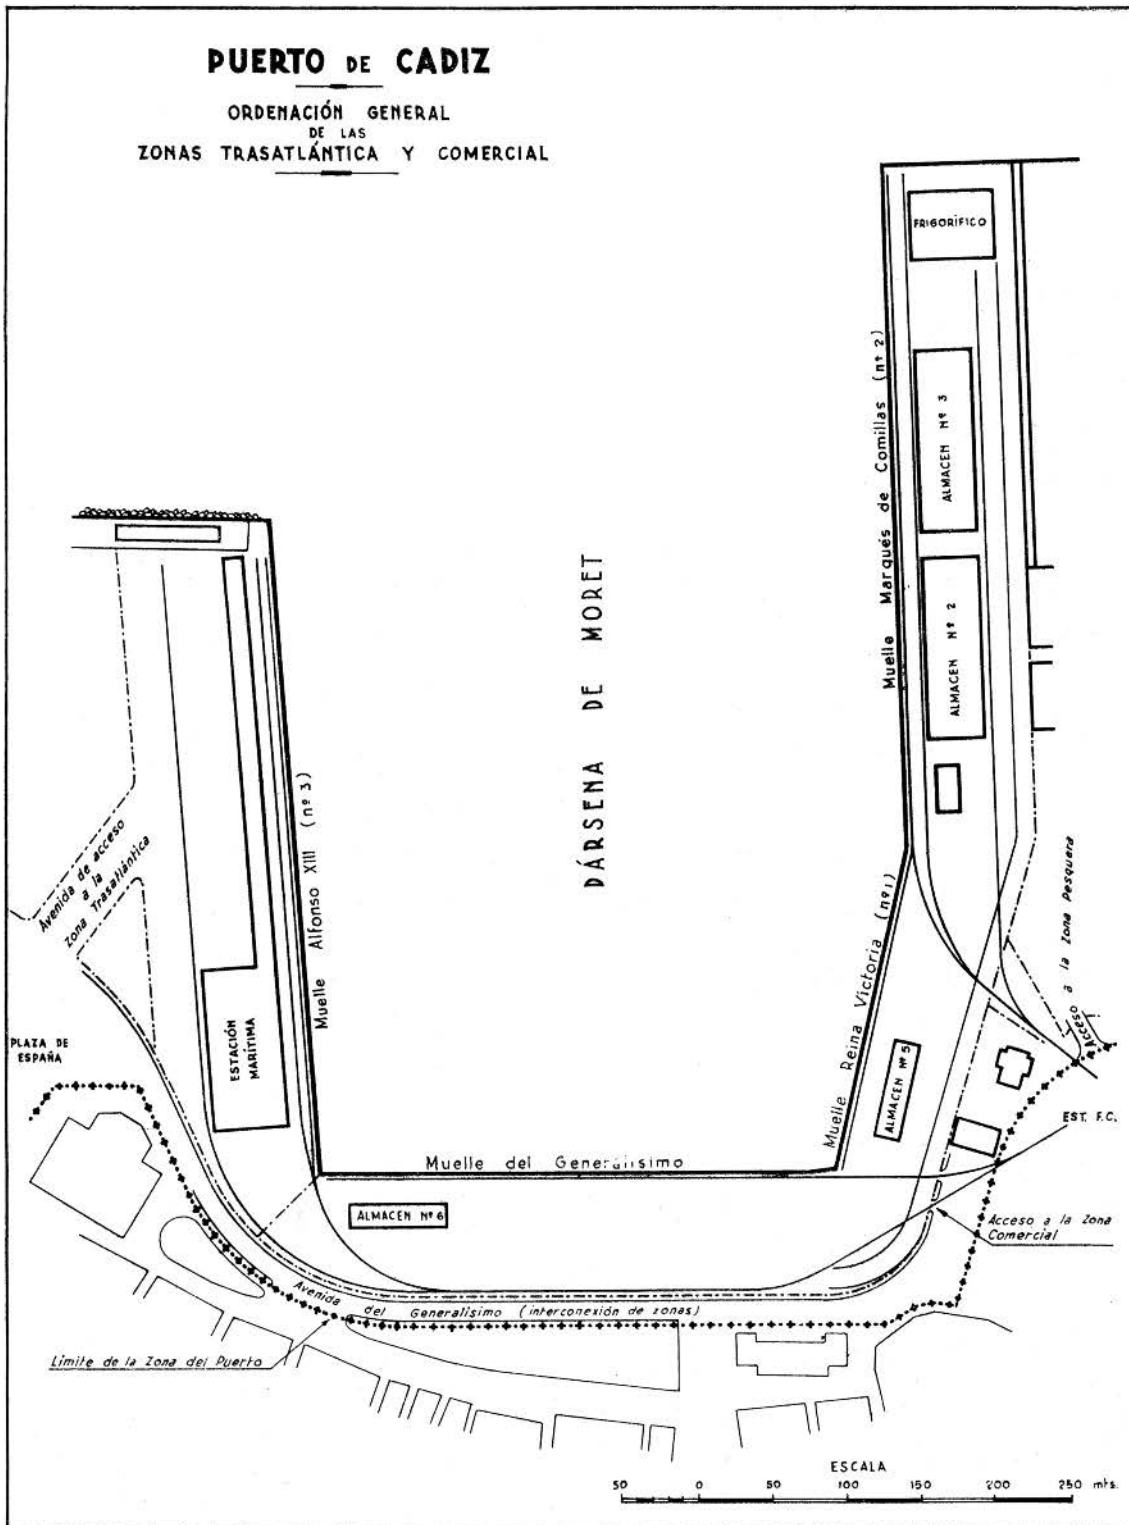 PUERTO DE CADIZ
ORDENACIÓN GENERAL
DE LAS
ZONAS TRASATLÁNTICA Y COMERCIAL
FRIGORÍFICO
Muelle Marqués de Comillas (nº 2)
ALMACEN Nº 3
ALMACEN Nº 2
DÁRSENA DE MORET
Muelle Alfonso XIII (nº 3)
Avenida de acceso
a la
Zona Trasatlántica
Muelle Reina Victoria (nº 1)
Acceso a la Zona Pesquera
PLAZA DE
ESPAÑA
ESTACIÓN
MARÍTIMA
ALMACEN Nº 5
EST. F.C.
Muelle del Generalísimo
ALMACEN Nº 6
Acceso a la Zona
Comercial
Avenida del Generalísimo (interconexión de zonas)
Límite de la Zona del Puerto
ESCALA
50 0 50 100 150 200 250 mts.